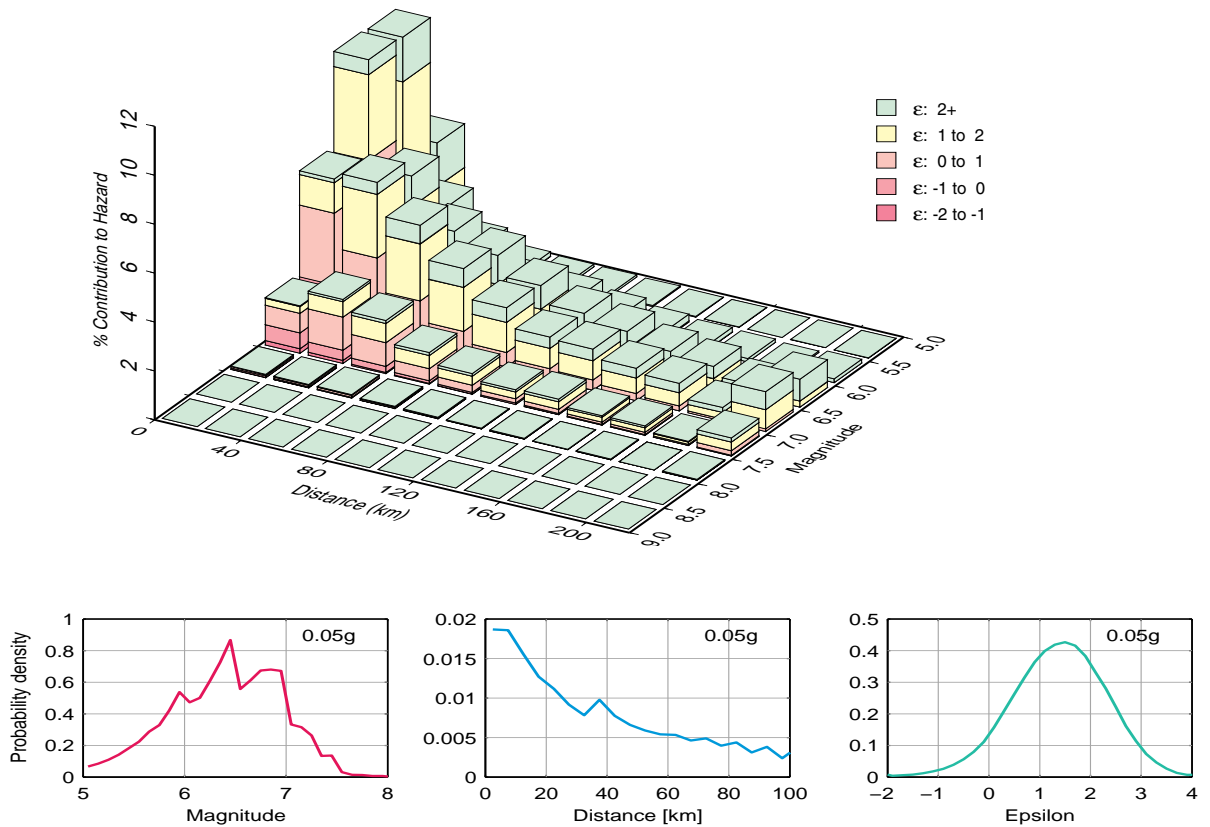 % Contribution to Hazard
12
10
8
6
4
2
ε: 2+
ε: 1 to 2
ε: 0 to 1
ε: -1 to 0
ε: -2 to -1
0
40
80
120
160
200
Distance (km)
5.0
5.5
6.0
6.5
7.0
7.5
8.0
8.5
9.0
Magnitude
Probability density
1
0.8
0.6
0.4
0.2
0
0.05g
5 6 7 8
Magnitude
0.02
0.015
0.01
0.005
0
0.05g
0 20 40 60 80 100
Distance [km]
0.5
0.4
0.3
0.2
0.1
0
0.05g
−2 −1 0 1 2 3 4
Epsilon